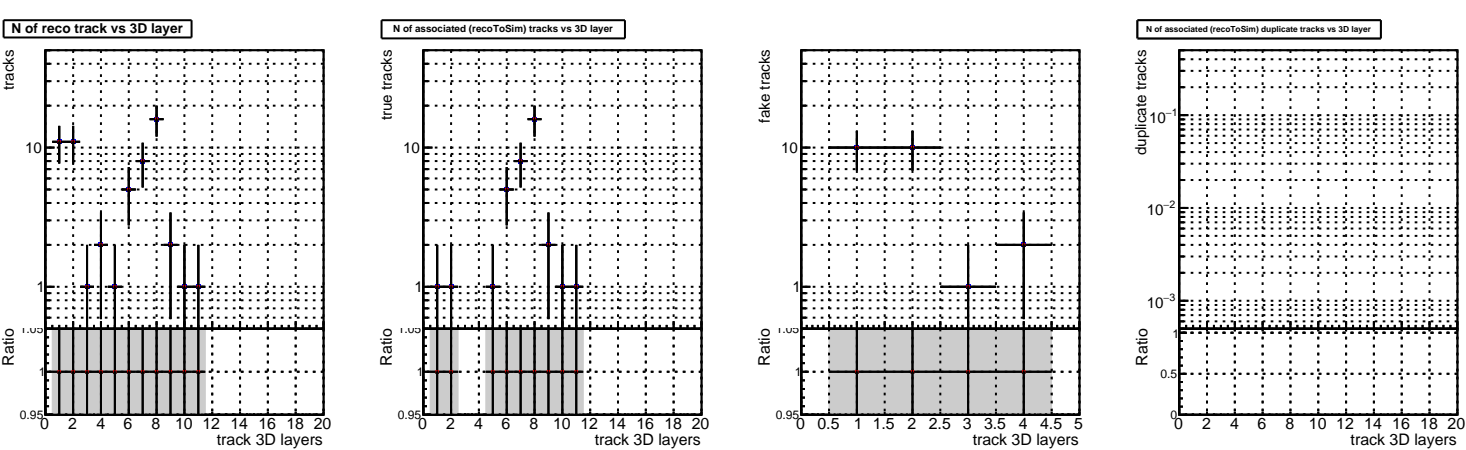 N of reco track vs 3D layer
tracks
10
1
Ratio
1.05
1
0.95
0 2 4 6 8 10 12 14 16 18 20
track 3D layers
N of associated (recoToSim) tracks vs 3D layer
true tracks
10
1
Ratio
1.05
1
0.95
0 2 4 6 8 10 12 14 16 18 20
track 3D layers
fake tracks
10
1
Ratio
1.05
1
0.95
0 0.5 1 1.5 2 2.5 3 3.5 4 4.5 5
track 3D layers
N of associated (recoToSim) duplicate tracks vs 3D layer
duplicate tracks
10⁻¹
10⁻²
10⁻³
Ratio
1
0.5
0
0 2 4 6 8 10 12 14 16 18 20
track 3D layers